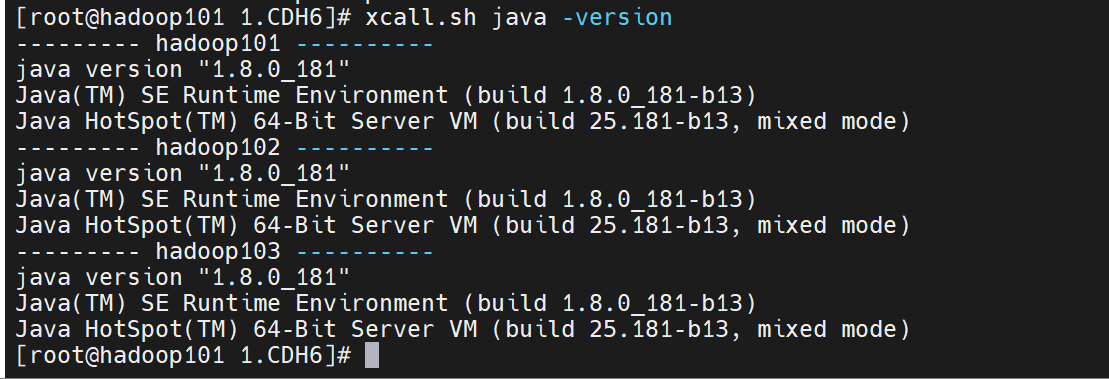 [root@hadoop101 1.CDH6]# xcall.sh java -version
--------- hadoop101 ----------
java version "1.8.0_181"
Java(TM) SE Runtime Environment (build 1.8.0_181-b13)
Java HotSpot(TM) 64-Bit Server VM (build 25.181-b13, mixed mode)
--------- hadoop102 ----------
java version "1.8.0_181"
Java(TM) SE Runtime Environment (build 1.8.0_181-b13)
Java HotSpot(TM) 64-Bit Server VM (build 25.181-b13, mixed mode)
--------- hadoop103 ----------
java version "1.8.0_181"
Java(TM) SE Runtime Environment (build 1.8.0_181-b13)
Java HotSpot(TM) 64-Bit Server VM (build 25.181-b13, mixed mode)
[root@hadoop101 1.CDH6]#